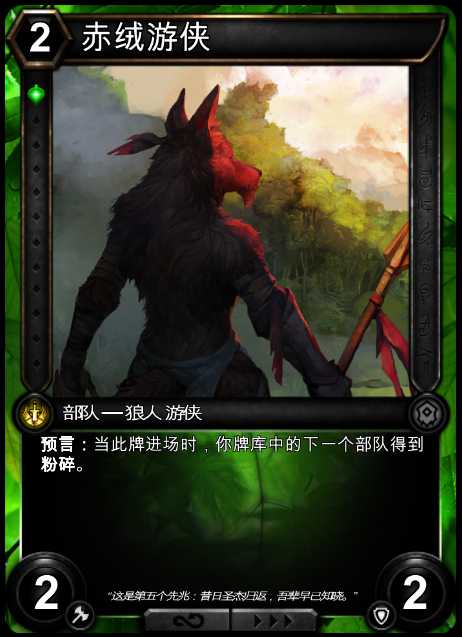 2 赤绒游侠
部队 — 狼人 游侠
预言：当此牌进场时，你牌库中的下一个部队得到
粉碎。
2
“这是第五个先兆：昔日圣杰归返，吾辈早已知晓。”
2